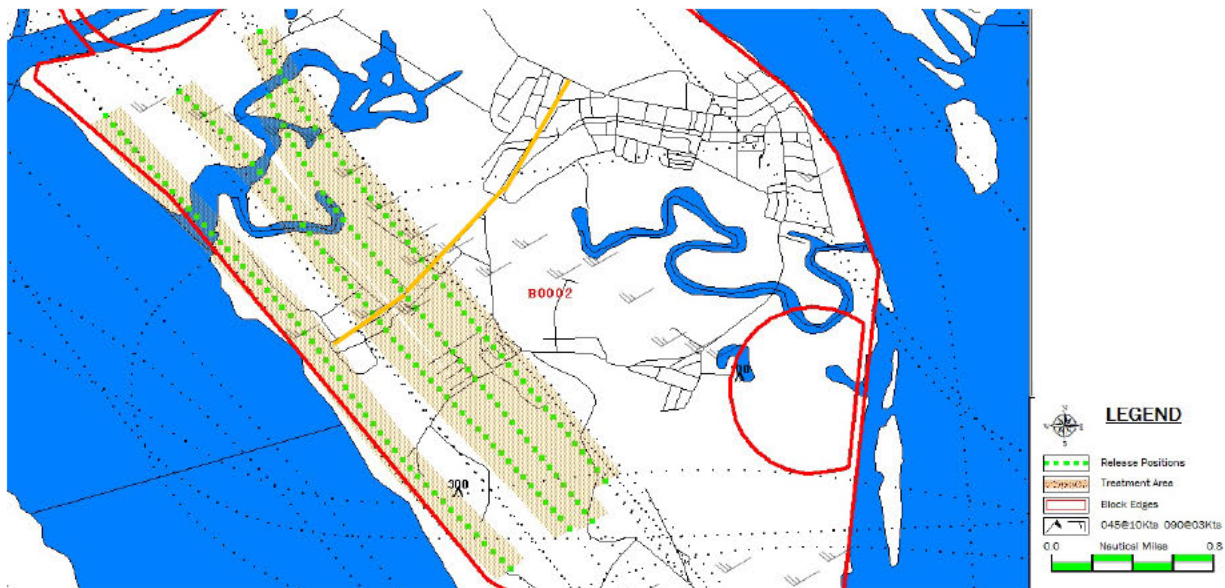 B0002
300
LEGEND
N
S
Release Positions
Treatment Area
Block Edges
045@10Kts 090@03Kts
0.0 Nautical Miles 0.8